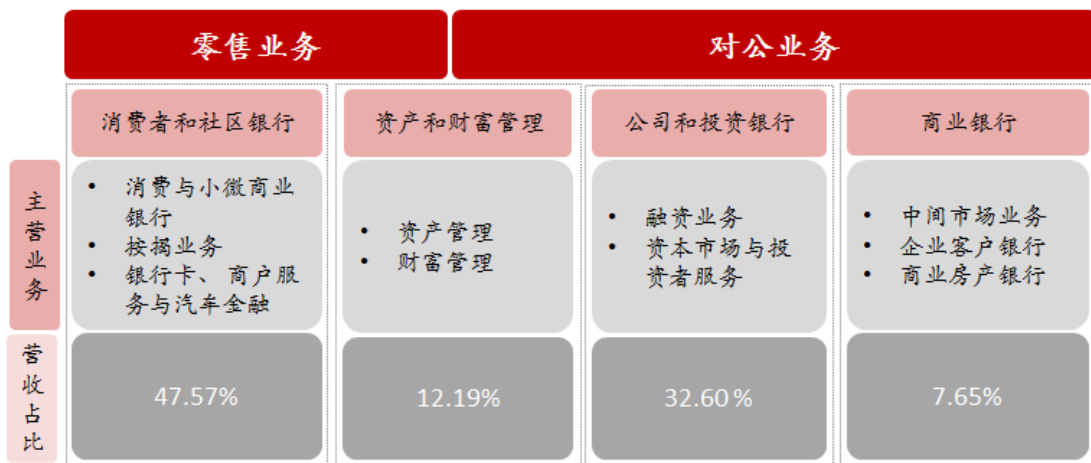 零售业务
对公业务
消费者和社区银行
资产和财富管理
公司和投资银行
商业银行
主营业务
• 消费与小微商业
银行
• 按揭业务
• 银行卡、商户服
务与汽车金融
• 资产管理
• 财富管理
• 融资业务
• 资本市场与投
资者服务
• 中间市场业务
• 企业客户银行
• 商业房产银行
营收占比
47.57%
12.19%
32.60%
7.65%